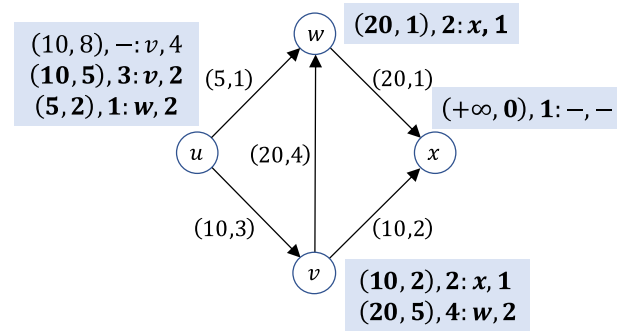 (10, 8), −: v, 4
(10, 5), 3: v, 2
(5, 2), 1: w, 2
w
(20, 1), 2: x, 1
(5,1)
(20,1)
(+∞, 0), 1: −, −
u
(20,4)
x
(10,3)
(10,2)
v
(10, 2), 2: x, 1
(20, 5), 4: w, 2